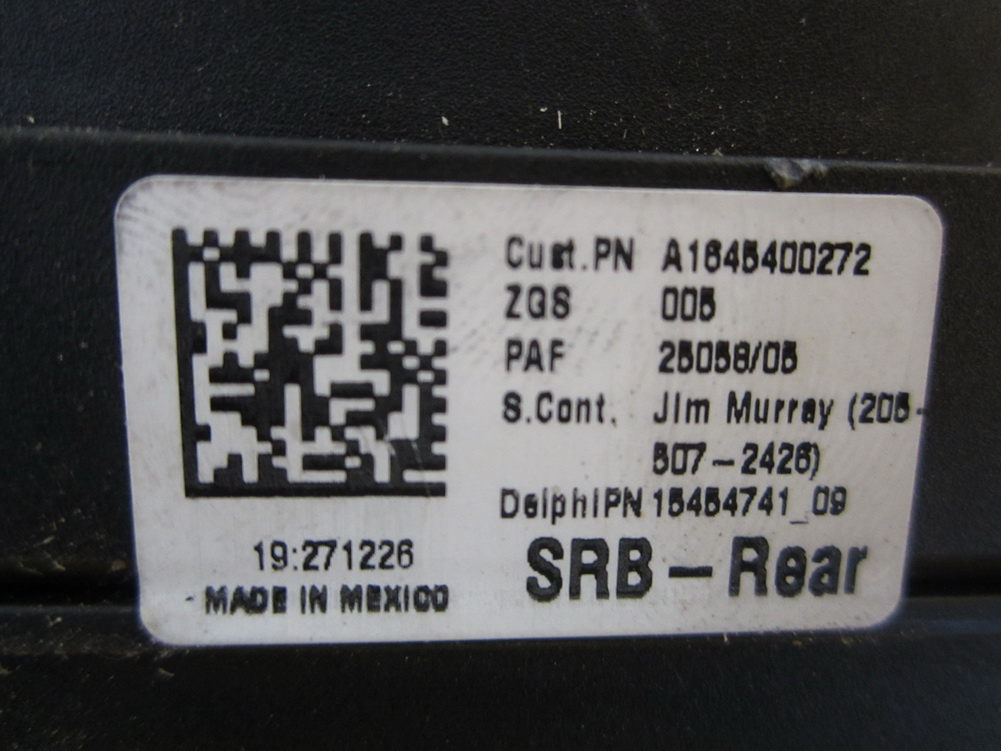 Cust.PN A1645400272
ZGS 005
PAF 25058/05
S.Cont. Jim Murray (205-
507-2426)
DelphiPN 15454741_09
SRB-Rear
19:271226
MADE IN MEXICO